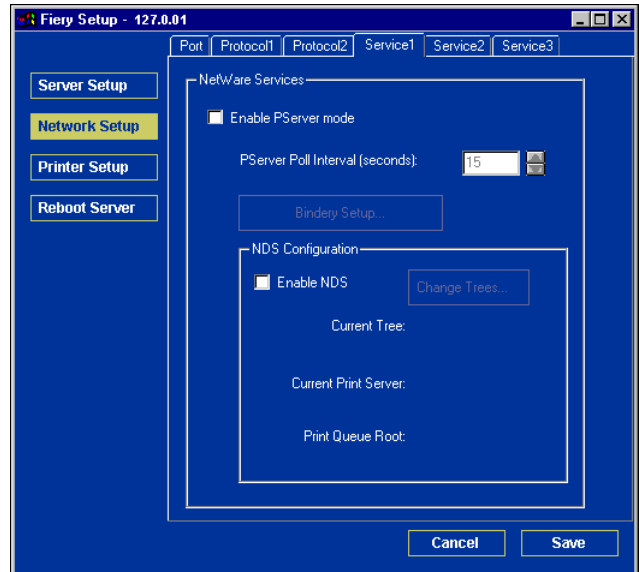 Fiery Setup - 127.0.01
Port Protocol1 Protocol2 Service1 Service2 Service3
Server Setup
Network Setup
Printer Setup
Reboot Server
NetWare Services
Enable PServer mode
PServer Poll Interval (seconds): 15
Bindery Setup...
NDS Configuration
Enable NDS Change Trees...
Current Tree:
Current Print Server:
Print Queue Root:
Cancel Save